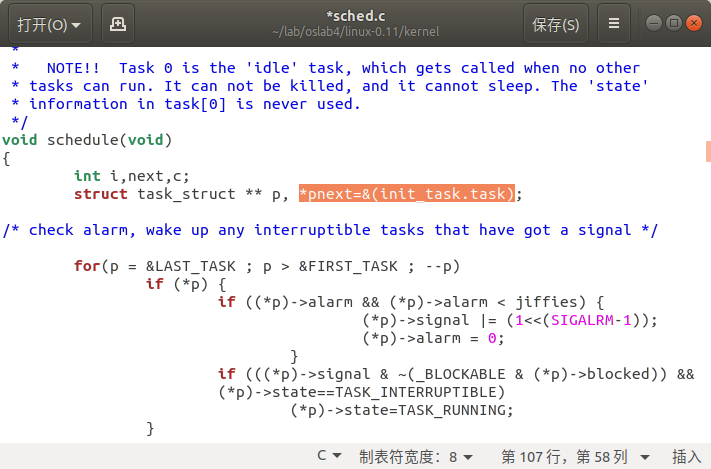 打开(O)
*sched.c
~/lab/oslab4/linux-0.11/kernel
保存(S)
*
*   NOTE!!  Task 0 is the 'idle' task, which gets called when no other
* tasks can run. It can not be killed, and it cannot sleep. The 'state'
* information in task[0] is never used.
*/
void schedule(void)
{
int i,next,c;
struct task_struct ** p, *pnext=&(init_task.task);
/* check alarm, wake up any interruptible tasks that have got a signal */
for(p = &LAST_TASK ; p > &FIRST_TASK ; --p)
if (*p) {
if ((*p)->alarm && (*p)->alarm < jiffies) {
(*p)->signal |= (1<<(SIGALRM-1));
(*p)->alarm = 0;
}
if (((*p)->signal & ~(_BLOCKABLE & (*p)->blocked)) &&
(*p)->state==TASK_INTERRUPTIBLE)
(*p)->state=TASK_RUNNING;
}
C
制表符宽度：8
第 107 行，第 58 列
插入